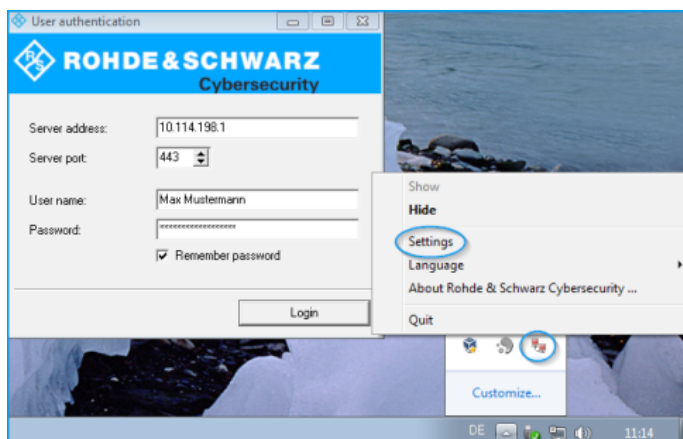 User authentication
ROHDE & SCHWARZ
Cybersecurity
Server address: 10.114.198.1
Server port: 443
User name: Max Mustermann
Password: ******************
Remember password
Login
Show
Hide
Settings
Language
About Rohde & Schwarz Cybersecurity ...
Quit
Customize...
DE 11:14